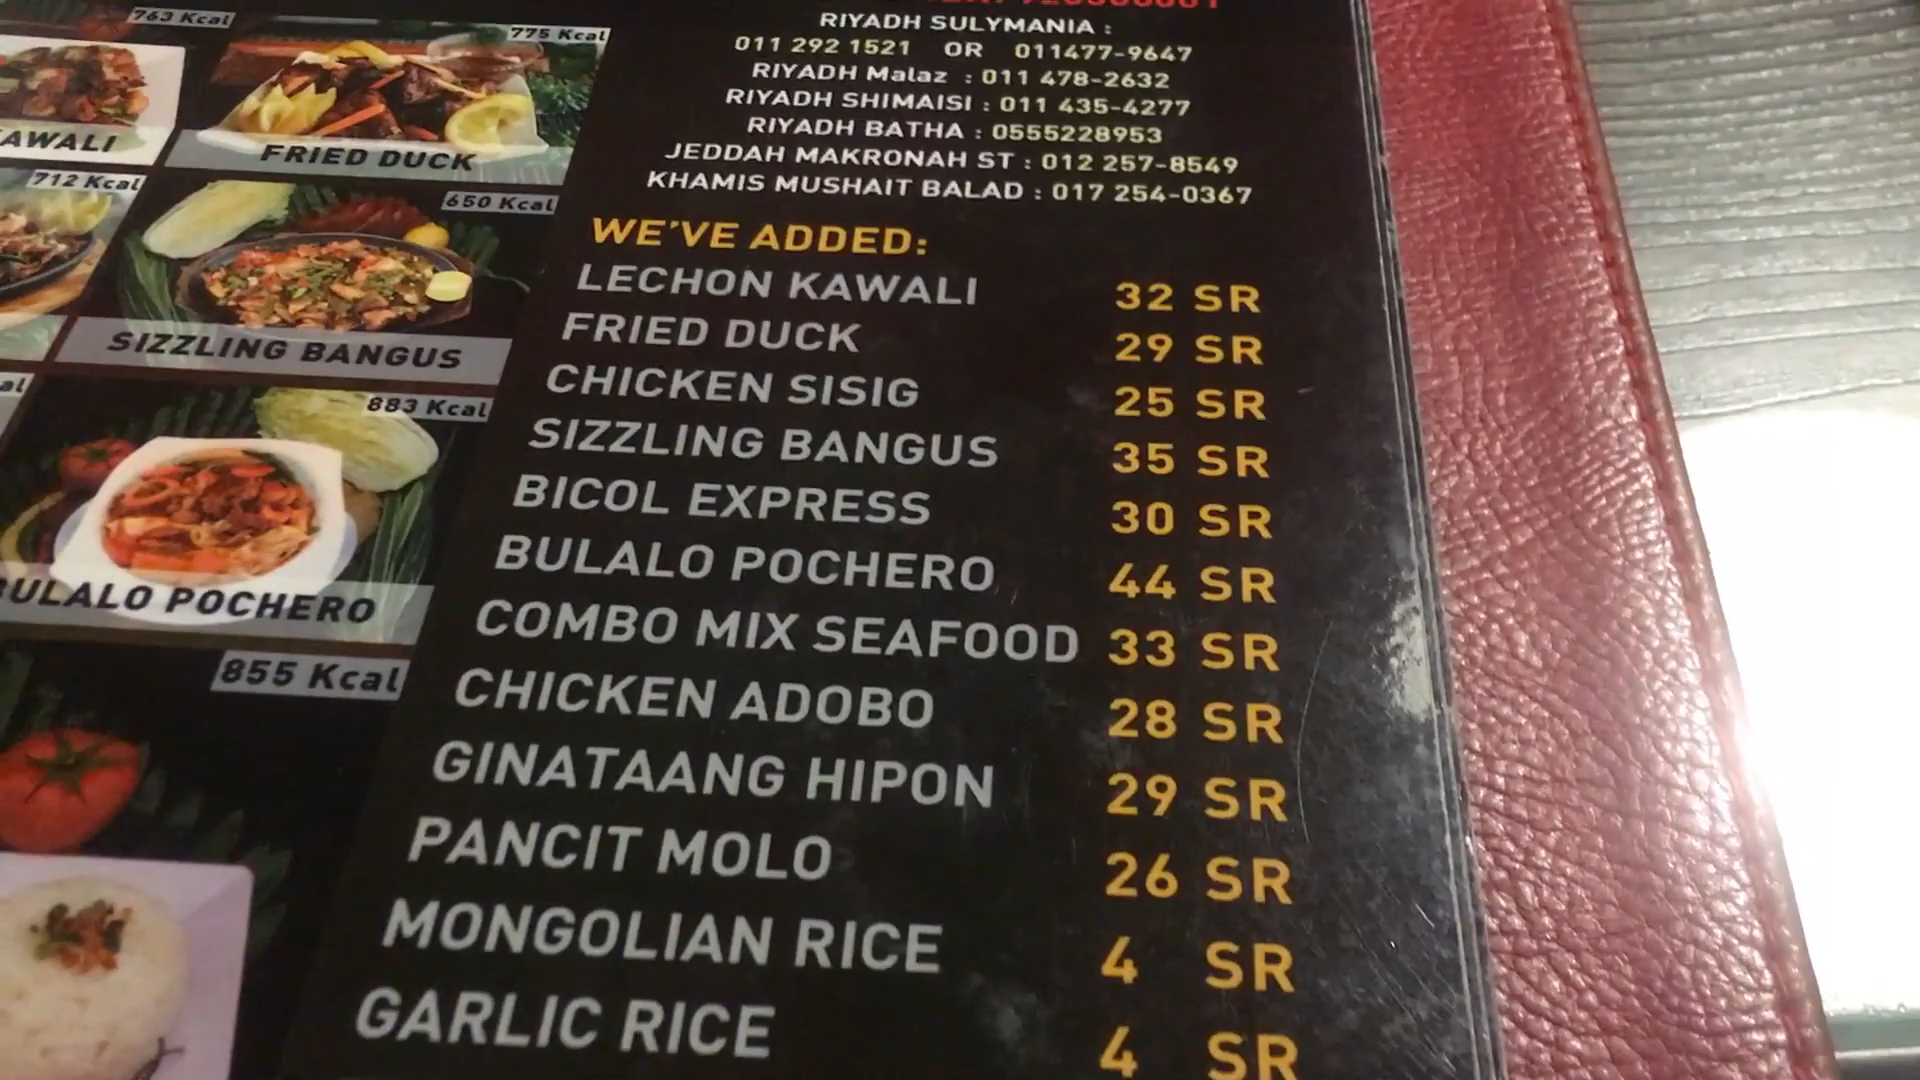 763 Kcal
775 Kcal
AWALI
FRIED DUCK
712 Kcal
650 Kcal
SIZZLING BANGUS
al
883 Kcal
BULALO POCHERO
855 Kcal
RIYADH SULYMANIA :
011 292 1521 OR 011477-9647
RIYADH Malaz : 011 478-2632
RIYADH SHIMAISI : 011 435-4277
RIYADH BATHA : 0555228953
JEDDAH MAKRONAH ST : 012 257-8549
KHAMIS MUSHAIT BALAD : 017 254-0367
WE'VE ADDED:
LECHON KAWALI 32 SR
FRIED DUCK 29 SR
CHICKEN SISIG 25 SR
SIZZLING BANGUS 35 SR
BICOL EXPRESS 30 SR
BULALO POCHERO 44 SR
COMBO MIX SEAFOOD 33 SR
CHICKEN ADOBO 28 SR
GINATAANG HIPON 29 SR
PANCIT MOLO 26 SR
MONGOLIAN RICE 4 SR
GARLIC RICE 4 SR